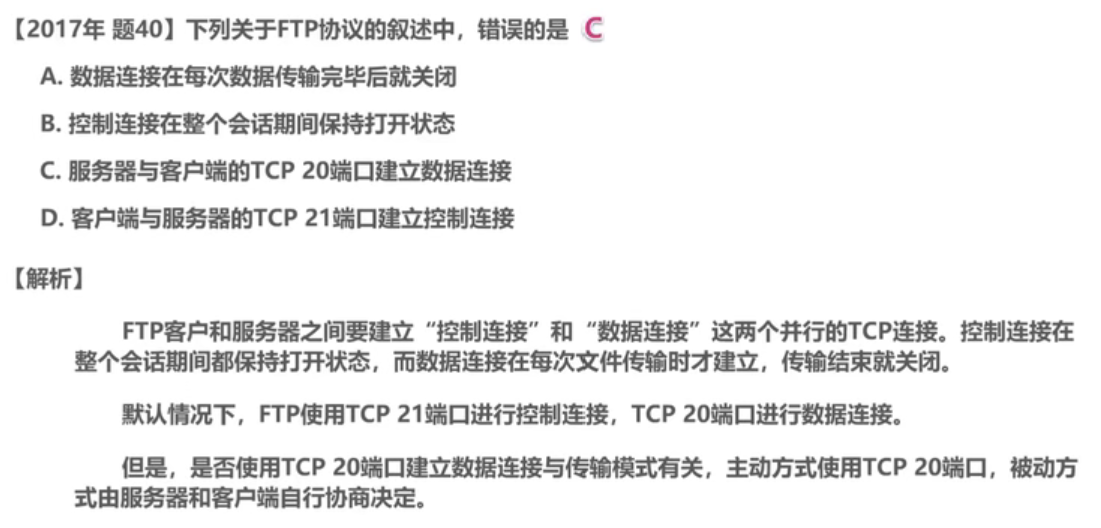 【2017年 题40】下列关于FTP协议的叙述中，错误的是 C
A. 数据连接在每次数据传输完毕后就关闭
B. 控制连接在整个会话期间保持打开状态
C. 服务器与客户端的TCP 20端口建立数据连接
D. 客户端与服务器的TCP 21端口建立控制连接
【解析】
FTP客户和服务器之间要建立“控制连接”和“数据连接”这两个并行的TCP连接。控制连接在
整个会话期间都保持打开状态，而数据连接在每次文件传输时才建立，传输结束就关闭。
默认情况下，FTP使用TCP 21端口进行控制连接，TCP 20端口进行数据连接。
但是，是否使用TCP 20端口建立数据连接与传输模式有关，主动方式使用TCP 20端口，被动方
式由服务器和客户端自行协商决定。